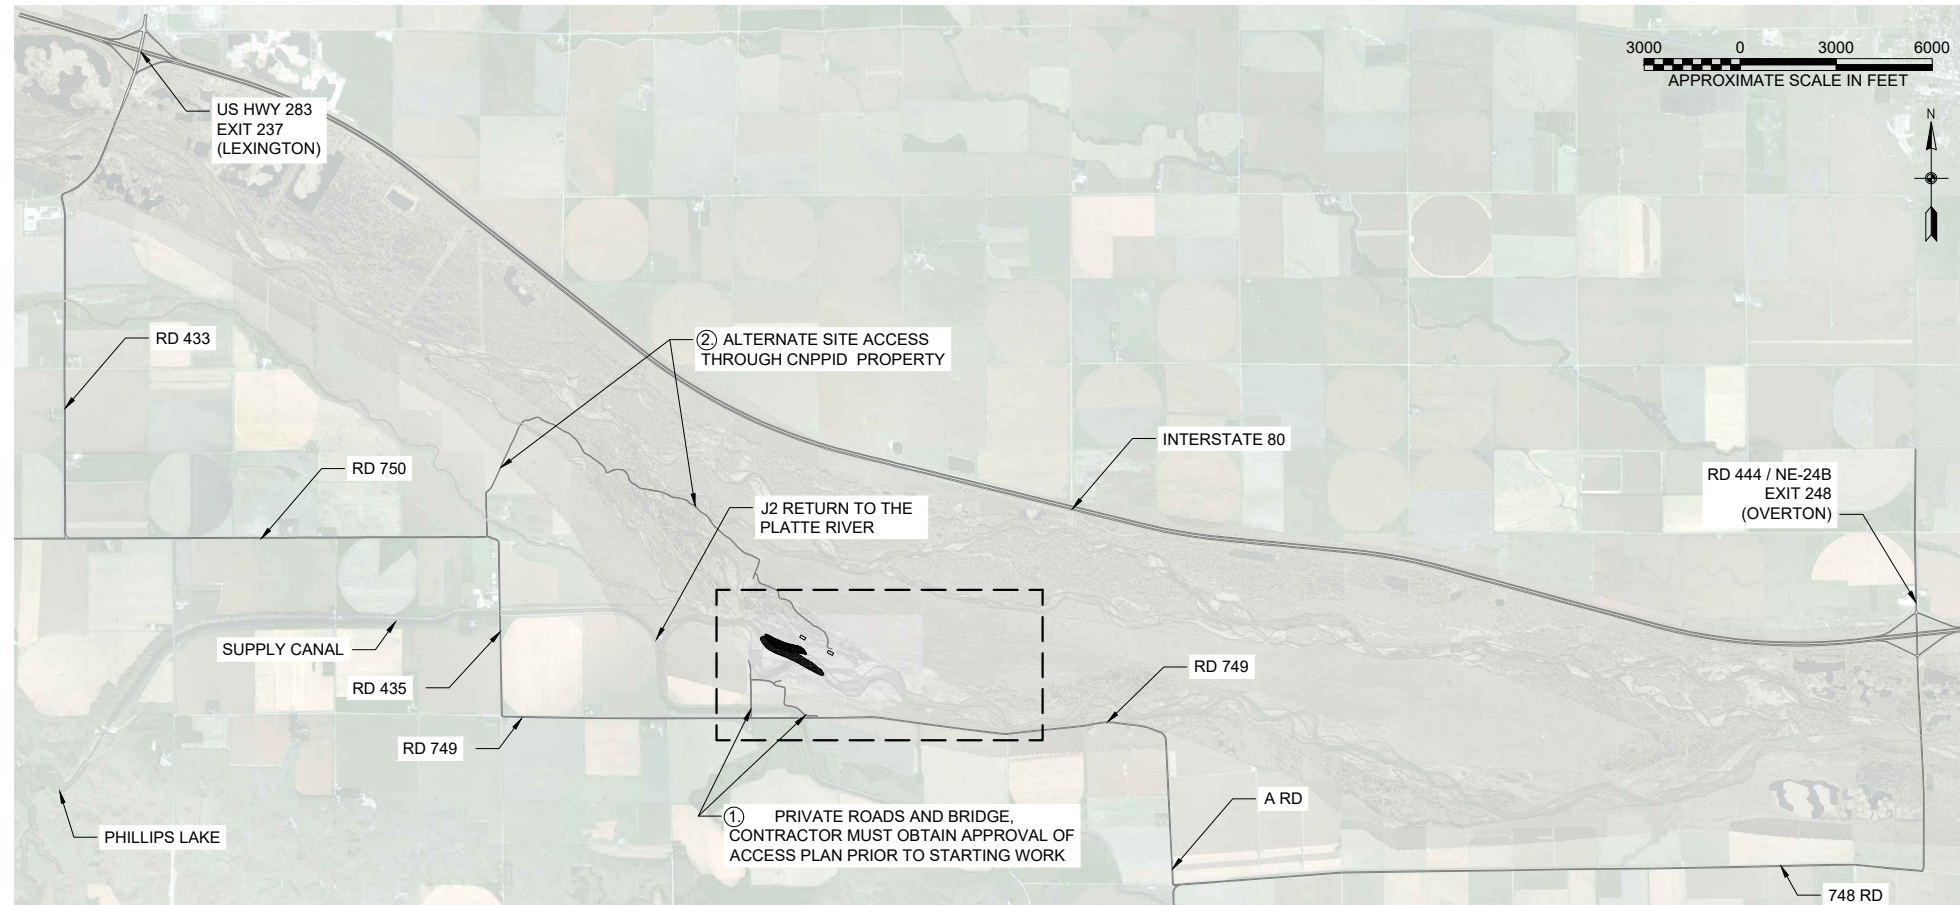 3000 0 3000 6000
APPROXIMATE SCALE IN FEET
US HWY 283
EXIT 237
(LEXINGTON)
N
RD 433
2. ALTERNATE SITE ACCESS
THROUGH CNPPID PROPERTY
INTERSTATE 80
RD 750
RD 444 / NE-24B
EXIT 248
(OVERTON)
J2 RETURN TO THE
PLATTE RIVER
SUPPLY CANAL
RD 435
RD 749
RD 749
A RD
1. PRIVATE ROADS AND BRIDGE,
CONTRACTOR MUST OBTAIN APPROVAL OF
ACCESS PLAN PRIOR TO STARTING WORK
PHILLIPS LAKE
748 RD